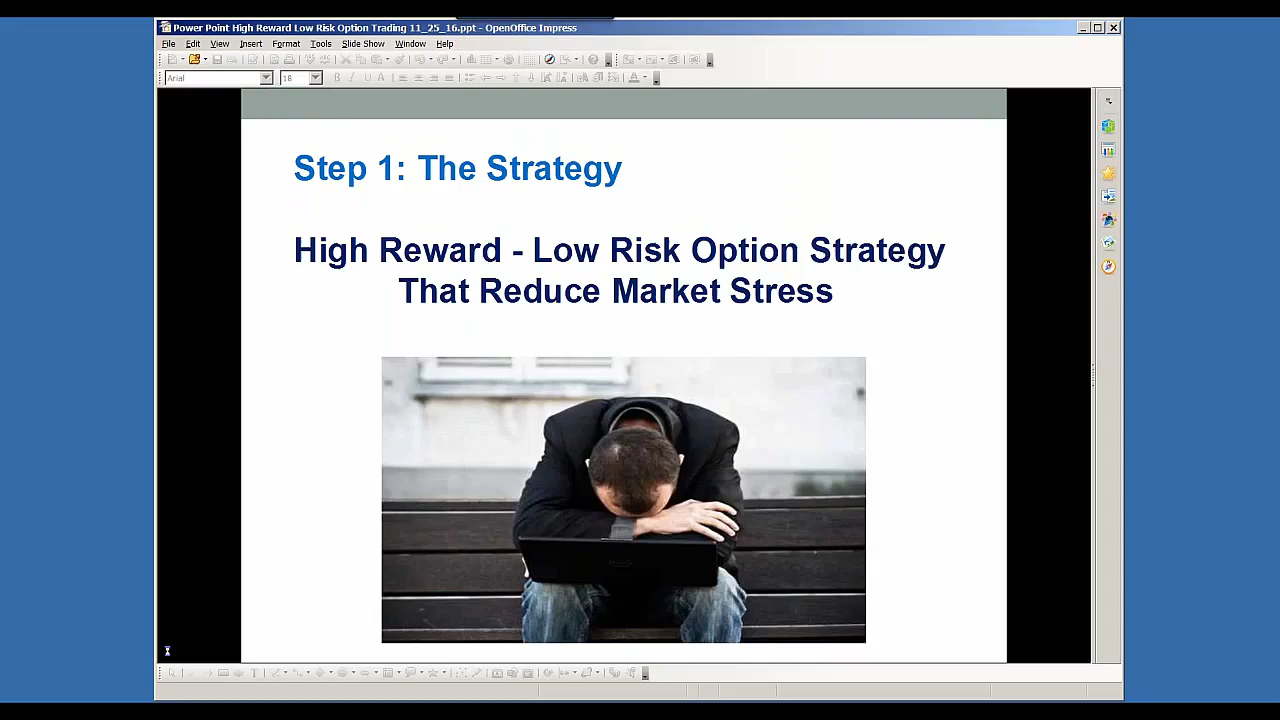 Power Point High Reward Low Risk Option Trading 11_25_16.ppt - OpenOffice Impress
File Edit View Insert Format Tools Slide Show Window Help
Arial 18
Step 1: The Strategy
High Reward - Low Risk Option Strategy
That Reduce Market Stress